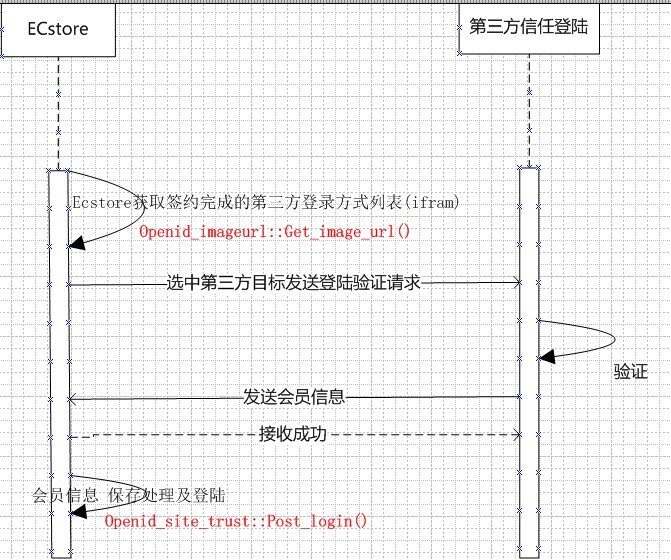 ECstore
第三方信任登陆
Ecstore获取签约完成的第三方登录方式列表(ifram)
Openid_imageurl::Get_image_url()
选中第三方目标发送登陆验证请求
验证
发送会员信息
接收成功
会员信息 保存处理及登陆
Openid_site_trust::Post_login()